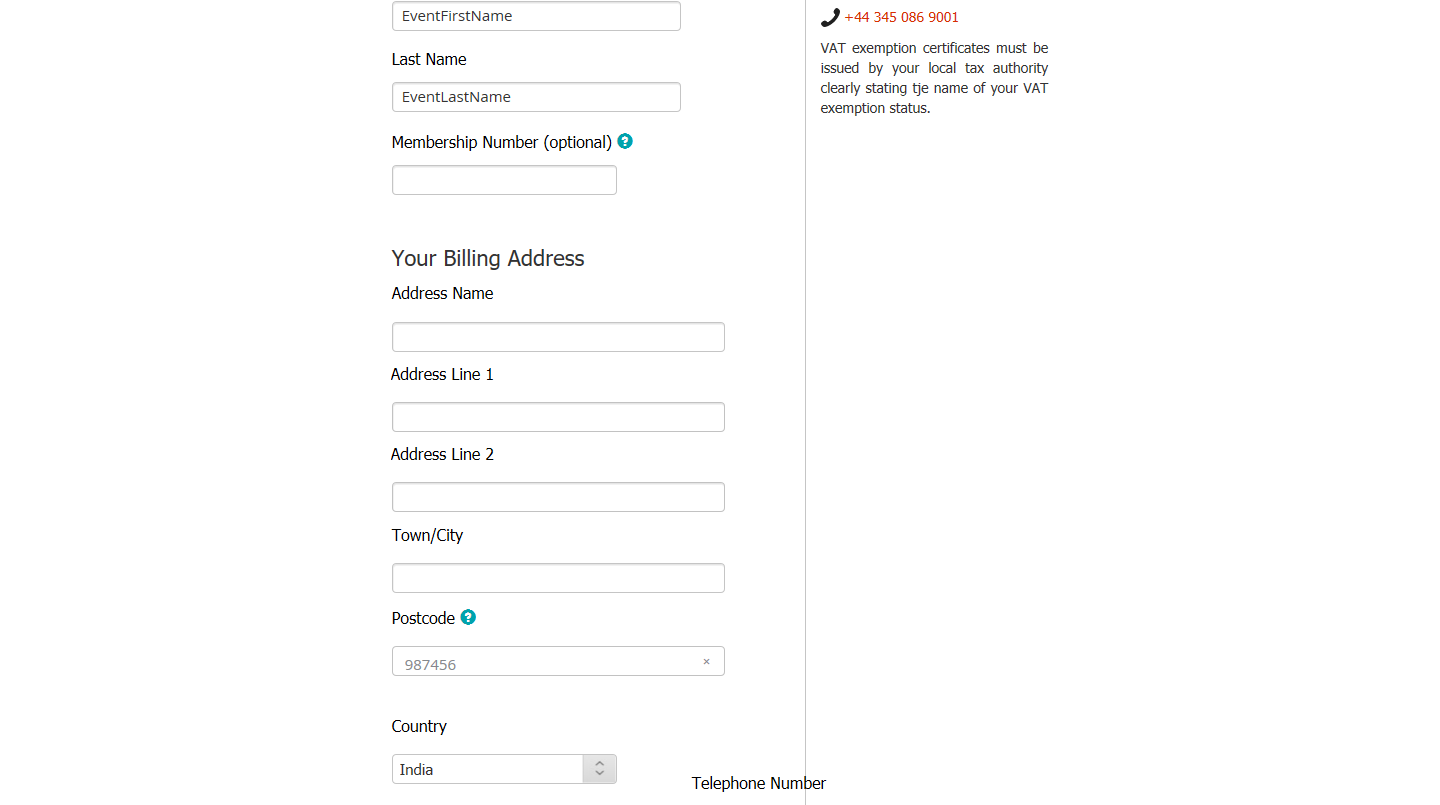 EventFirstName
Last Name
EventLastName
Membership Number (optional) ?
Your Billing Address
Address Name
Address Line 1
Address Line 2
Town/City
Postcode ?
987456 ×
Country
India
Telephone Number
+44 345 086 9001
VAT exemption certificates must be
issued by your local tax authority
clearly stating tje name of your VAT
exemption status.